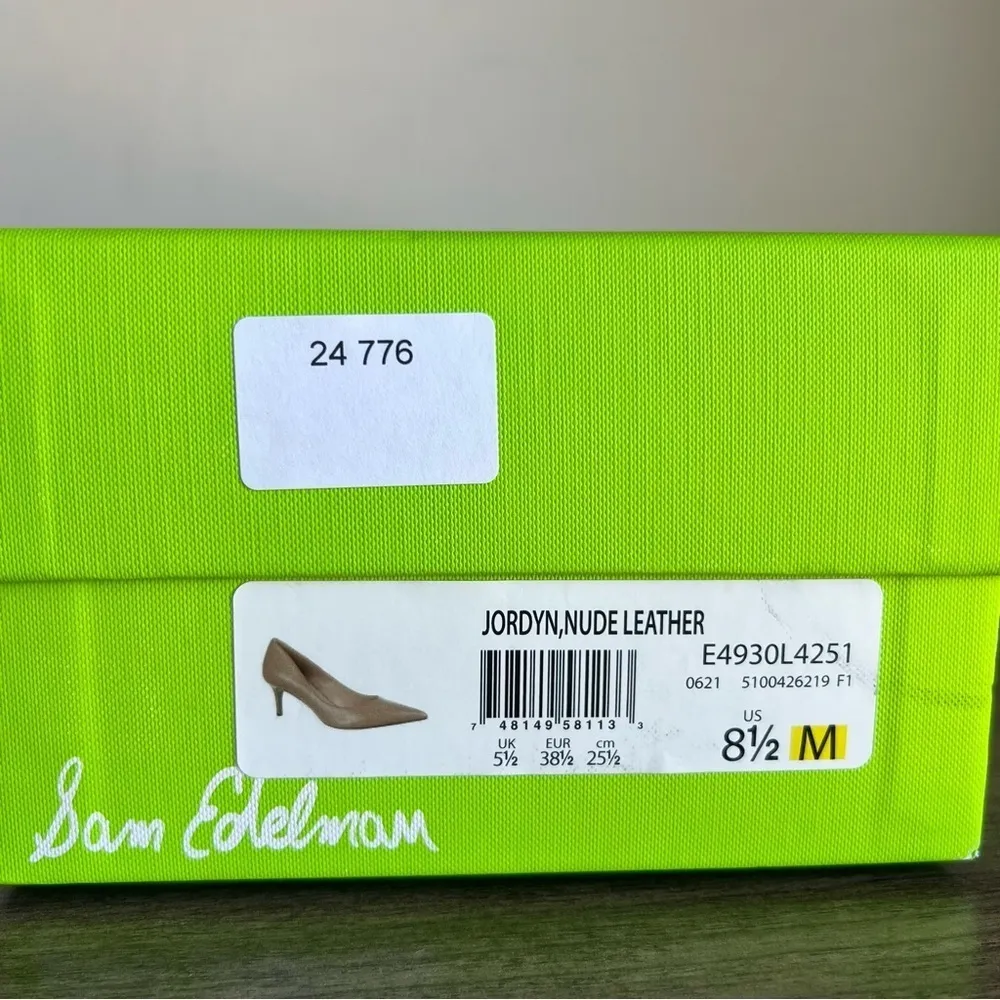 24 776
JORDYN,NUDE LEATHER
E4930L4251
0621 5100426219 F1
7 48149 58113 3
UK EUR cm
5½ 38½ 25½
US
8½ M
Sam Edelman